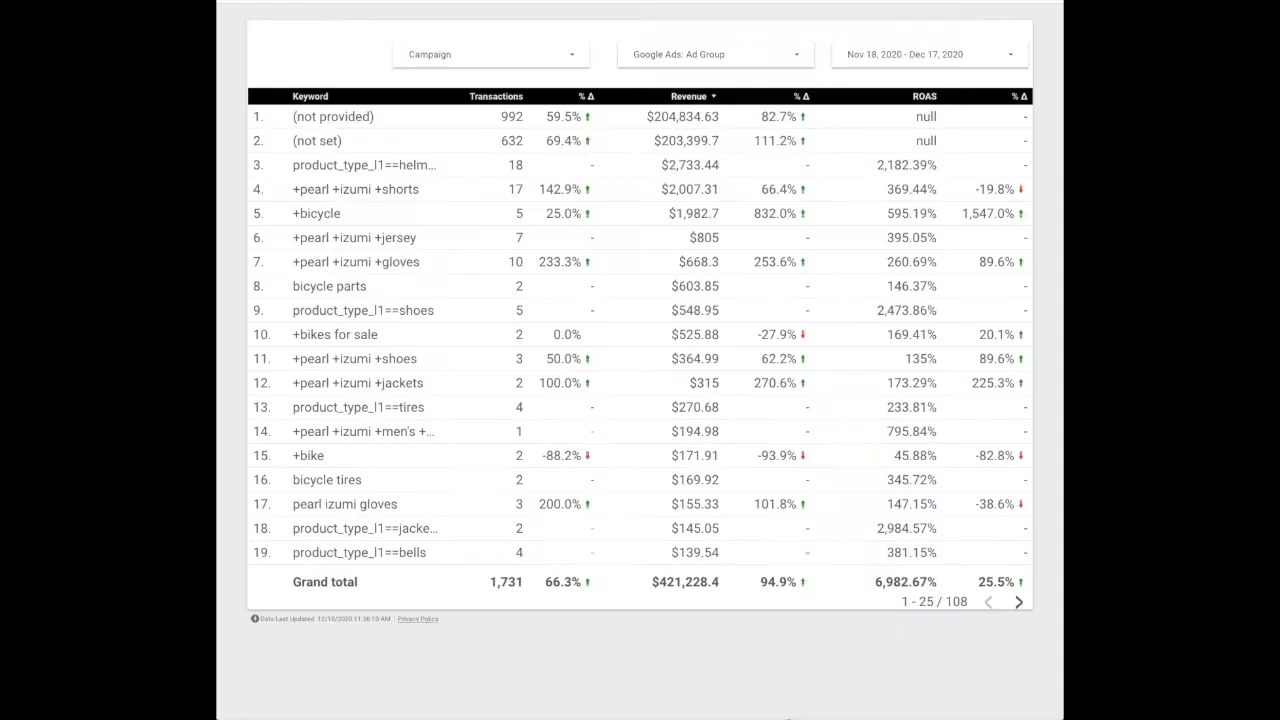 Campaign Google Ads: Ad Group Nov 18, 2020 - Dec 17, 2020
Keyword Transactions % Δ Revenue % Δ ROAS % Δ
1. (not provided) 992 59.5% $204,834.63 82.7% null -
2. (not set) 632 69.4% $203,399.7 111.2% null -
3. product_type_l1==helm... 18 - $2,733.44 - 2,182.39% -
4. +pearl +izumi +shorts 17 142.9% $2,007.31 66.4% 369.44% -19.8%
5. +bicycle 5 25.0% $1,982.7 832.0% 595.19% 1,547.0%
6. +pearl +izumi +jersey 7 - $805 - 395.05% -
7. +pearl +izumi +gloves 10 233.3% $668.3 253.6% 260.69% 89.6%
8. bicycle parts 2 - $603.85 - 146.37% -
9. product_type_l1==shoes 5 - $548.95 - 2,473.86% -
10. +bikes for sale 2 0.0% $525.88 -27.9% 169.41% 20.1%
11. +pearl +izumi +shoes 3 50.0% $364.99 62.2% 135% 89.6%
12. +pearl +izumi +jackets 2 100.0% $315 270.6% 173.29% 225.3%
13. product_type_l1==tires 4 - $270.68 - 233.81% -
14. +pearl +izumi +men's +... 1 - $194.98 - 795.84% -
15. +bike 2 -88.2% $171.91 -93.9% 45.88% -82.8%
16. bicycle tires 2 - $169.92 - 345.72% -
17. pearl izumi gloves 3 200.0% $155.33 101.8% 147.15% -38.6%
18. product_type_l1==jacke... 2 - $145.05 - 2,984.57% -
19. product_type_l1==bells 4 - $139.54 - 381.15% -
Grand total 1,731 66.3% $421,228.4 94.9% 6,982.67% 25.5%
1 - 25 / 108
Data Last Updated: 12/18/2020 11:56:19 AM | Privacy Policy